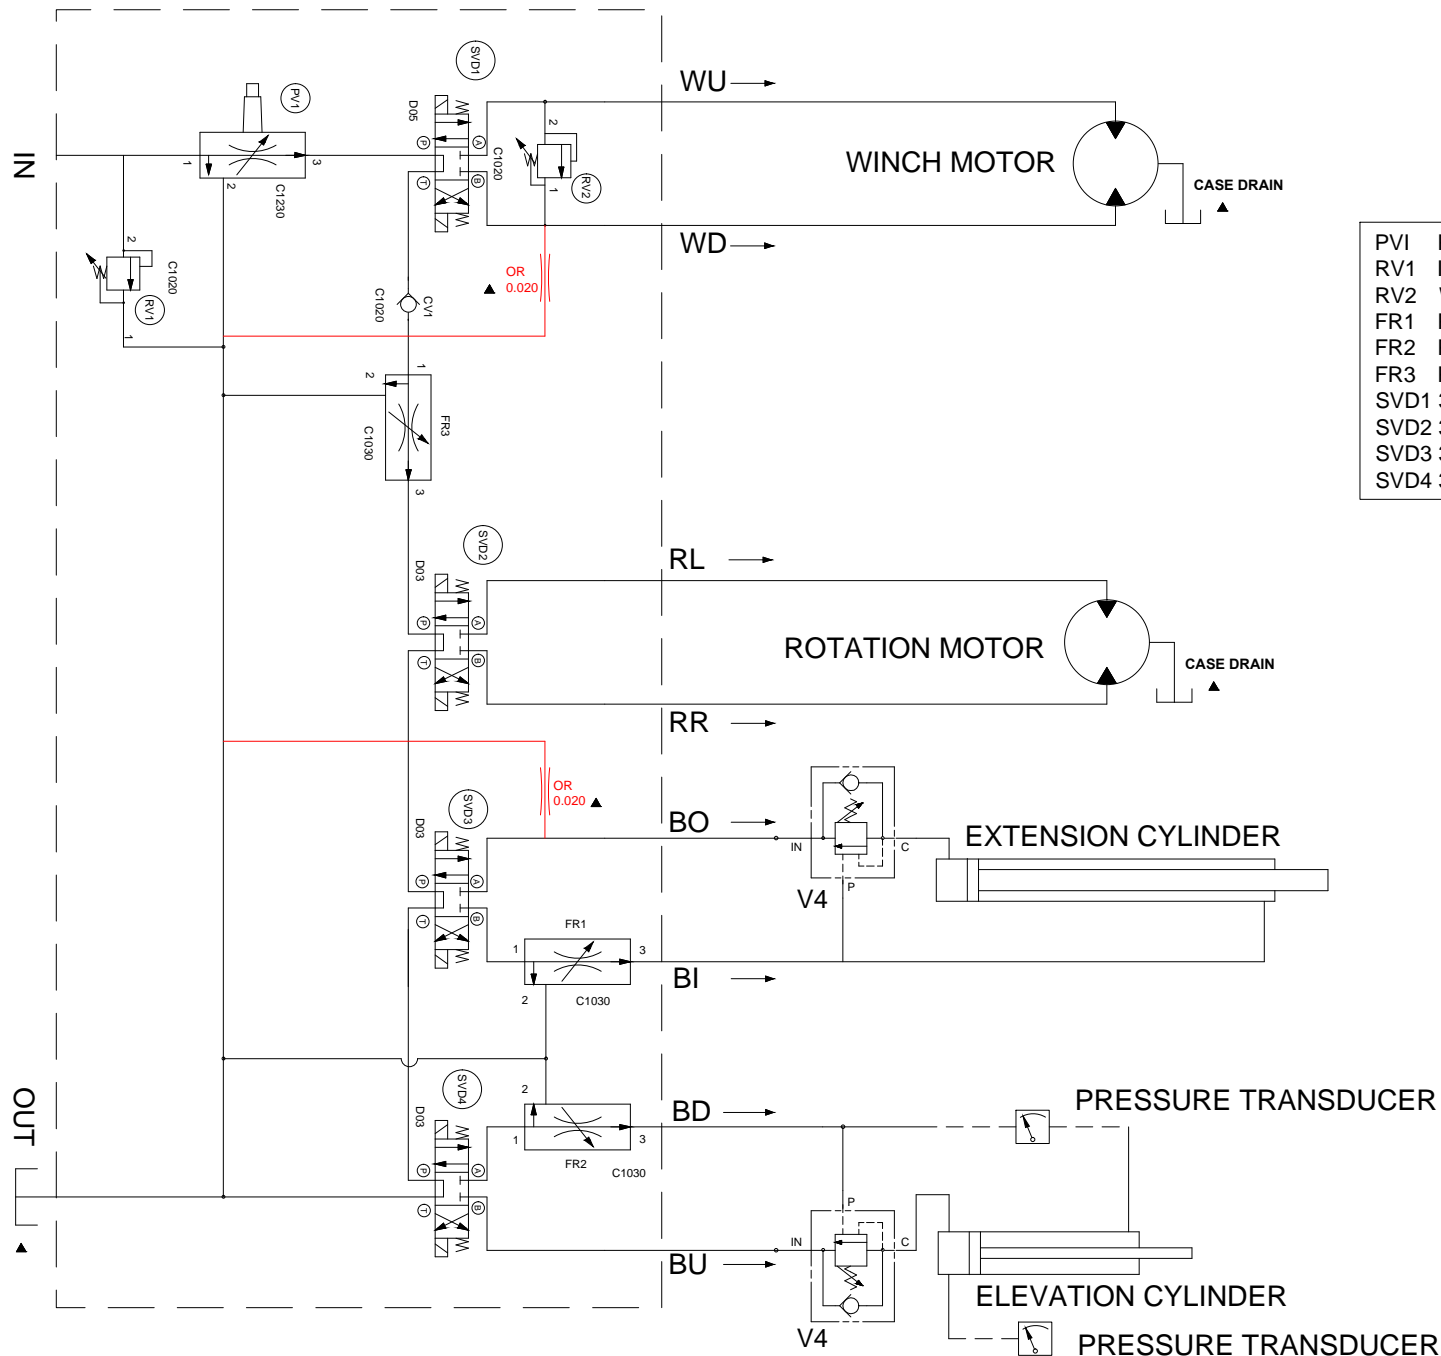 SVD1
PV1
D05
P
A
T
B
C1020
2
1
RV2
WU
WINCH MOTOR
CASE DRAIN
WD
IN
1
3
2
C1230
2
C1020
RV1
1
OR
0.020
CV1
C1020
1
2
FR3
C1030
3
PVI
RV1
RV2
FR1
FR2
FR3
SVD1 3
SVD2 3
SVD3 3
SVD4 3
SVD2
D03
P
A
T
B
RL
ROTATION MOTOR
CASE DRAIN
RR
OR
0.020
SVD3
D03
P
A
T
B
BO
IN
C
P
V4
EXTENSION CYLINDER
FR1
1
3
2
C1030
BI
OUT
SVD4
D03
P
A
T
B
2
1
3
FR2
C1030
BD
PRESSURE TRANSDUCER
P
IN
C
BU
V4
ELEVATION CYLINDER
PRESSURE TRANSDUCER